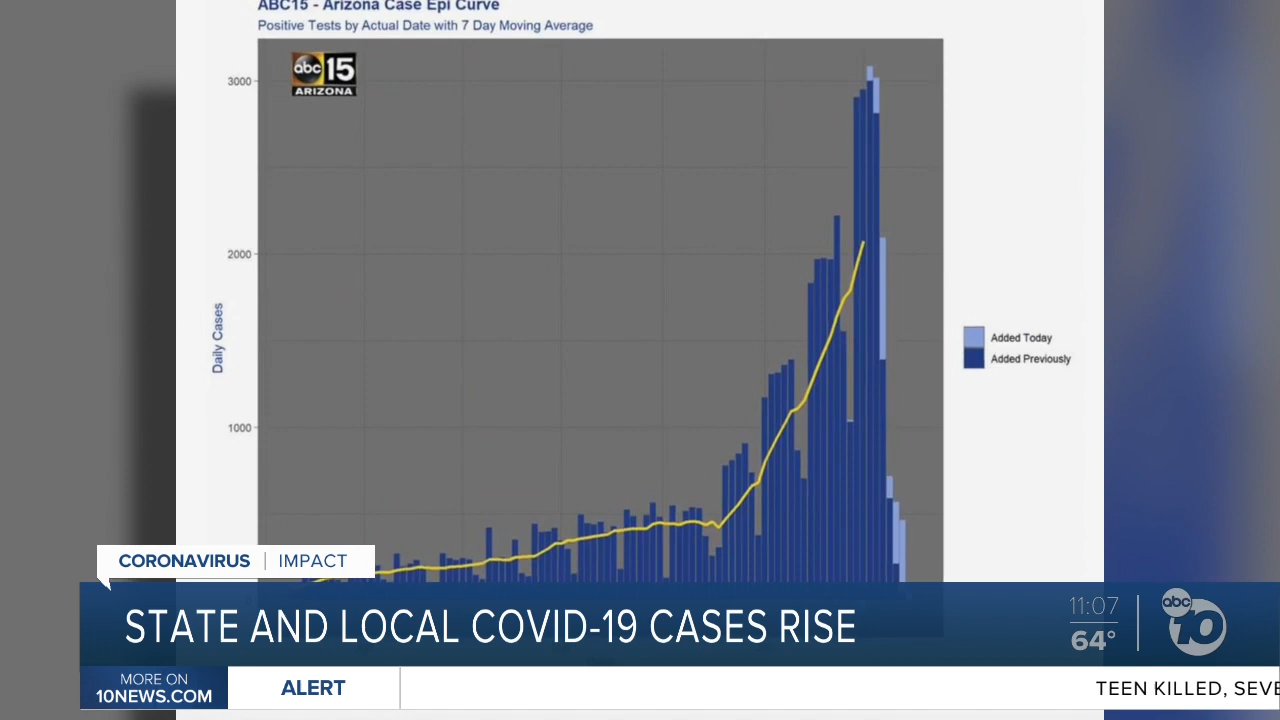 ABC15 - Arizona Case Epi Curve
Positive Tests by Actual Date with 7 Day Moving Average
abc 15
ARIZONA
3000
2000
1000
Daily Cases
Added Today
Added Previously
CORONAVIRUS | IMPACT
STATE AND LOCAL COVID-19 CASES RISE
11:07
64°
abc 10
MORE ON
10NEWS.COM
ALERT
TEEN KILLED, SEVE